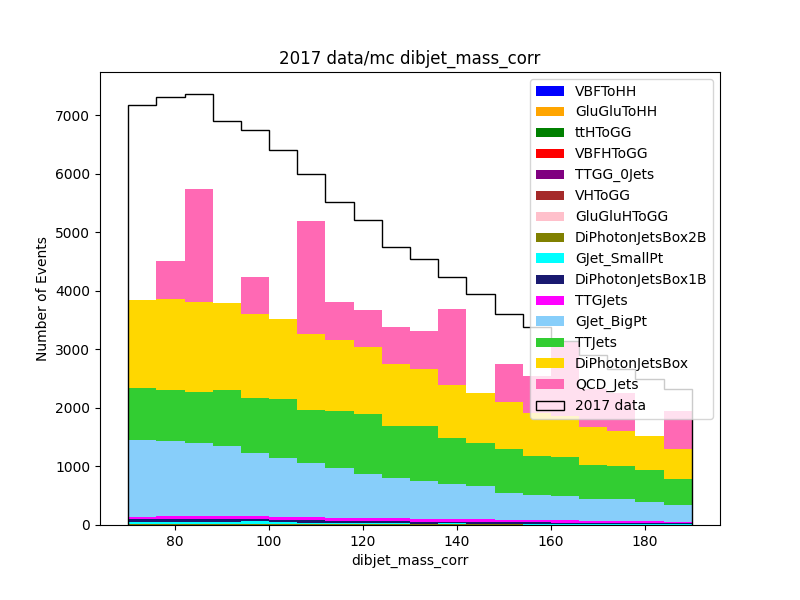 2017 data/mc dibjet_mass_corr
Number of Events
7000
6000
5000
4000
3000
2000
1000
0
80
100
120
140
160
180
dibjet_mass_corr
VBFToHH
GluGluToHH
ttHToGG
VBFHToGG
TTGG_0Jets
VHToGG
GluGluHToGG
DiPhotonJetsBox2B
GJet_SmallPt
DiPhotonJetsBox1B
TTGJets
GJet_BigPt
TTJets
DiPhotonJetsBox
QCD_Jets
2017 data